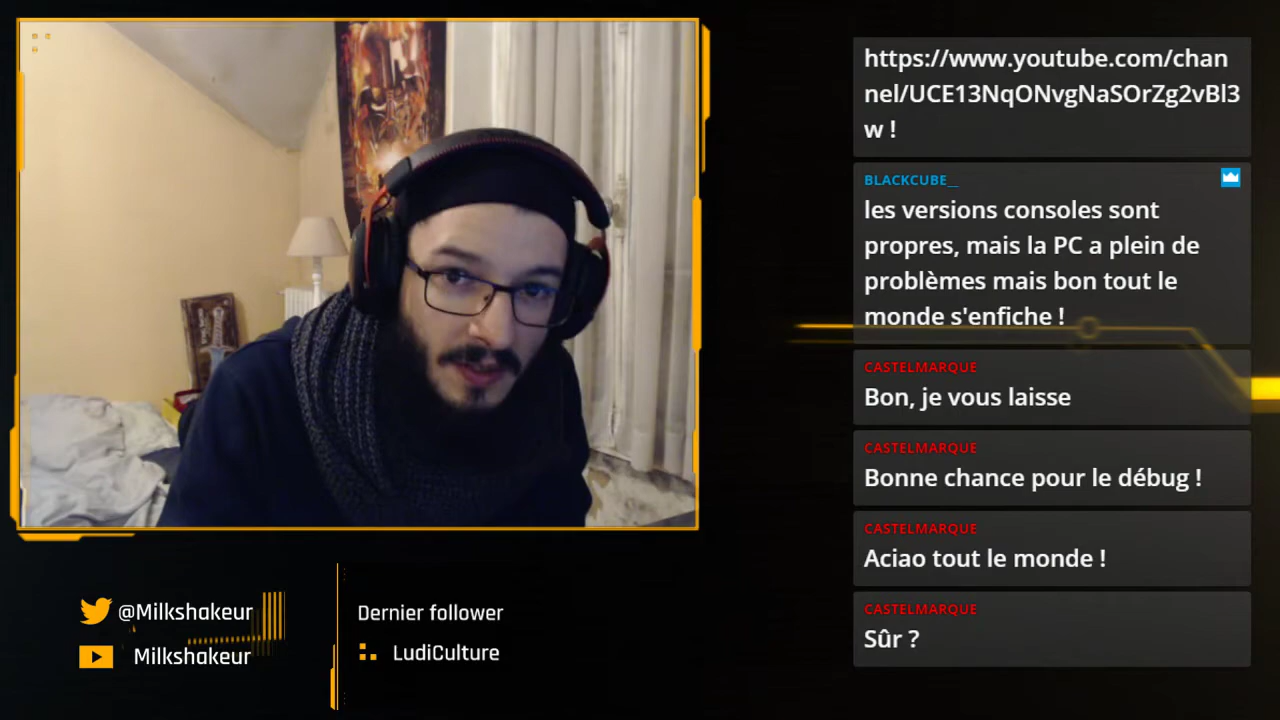 https://www.youtube.com/chan
nel/UCE13NqONvgNaSOrZg2vBl3
w !
BLACKCUBE__
les versions consoles sont
propres, mais la PC a plein de
problèmes mais bon tout le
monde s'enfiche !
CASTELMARQUE
Bon, je vous laisse
CASTELMARQUE
Bonne chance pour le débug !
CASTELMARQUE
Aciao tout le monde !
CASTELMARQUE
Sûr ?
@Milkshakeur
Milkshakeur
Dernier follower
LudiCulture